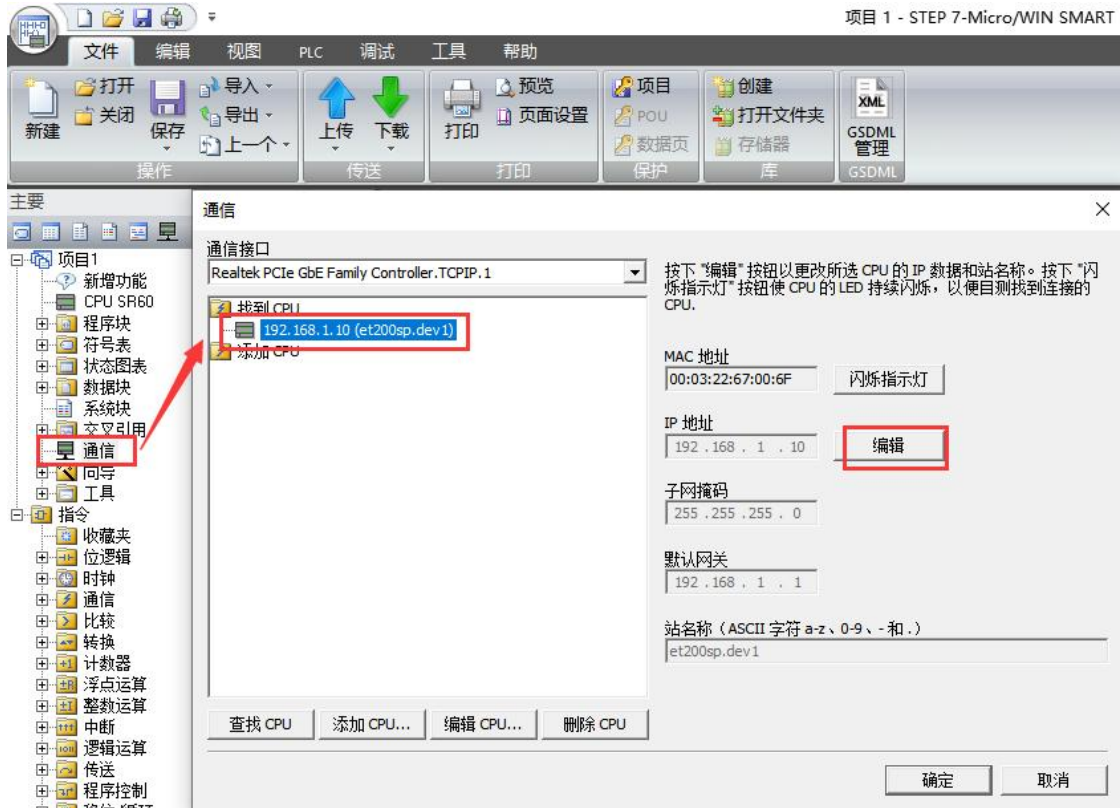 项目 1 - STEP 7-Micro/WIN SMART
文件 编辑 视图 PLC 调试 工具 帮助
新建
打开
关闭
保存
导入
导出
上一个
操作
上传
下载
传送
打印
预览
页面设置
打印
项目
POU
数据页
保护
创建
打开文件夹
存储器
库
XML
GSDML
管理
GSDML
主要
项目1
新增功能
CPU SR60
程序块
符号表
状态图表
数据块
系统块
交叉引用
通信
向导
工具
指令
收藏夹
位逻辑
时钟
通信
比较
转换
计数器
浮点运算
整数运算
中断
逻辑运算
传送
程序控制
通信
通信接口
Realtek PCIe GbE Family Controller.TCPIP.1
找到 CPU
192.168.1.10 (et200sp.dev1)
添加 CPU
查找 CPU 添加 CPU... 编辑 CPU... 删除 CPU
按下 "编辑" 按钮以更改所选 CPU 的 IP 数据和站名称。按下 "闪
烁指示灯" 按钮使 CPU 的 LED 持续闪烁，以便目测找到连接的
CPU.
MAC 地址
00:03:22:67:00:6F 闪烁指示灯
IP 地址
192 . 168 . 1 . 10 编辑
子网掩码
255 . 255 . 255 . 0
默认网关
192 . 168 . 1 . 1
站名称（ASCII 字符 a-z、0-9、- 和 .）
et200sp.dev1
确定 取消